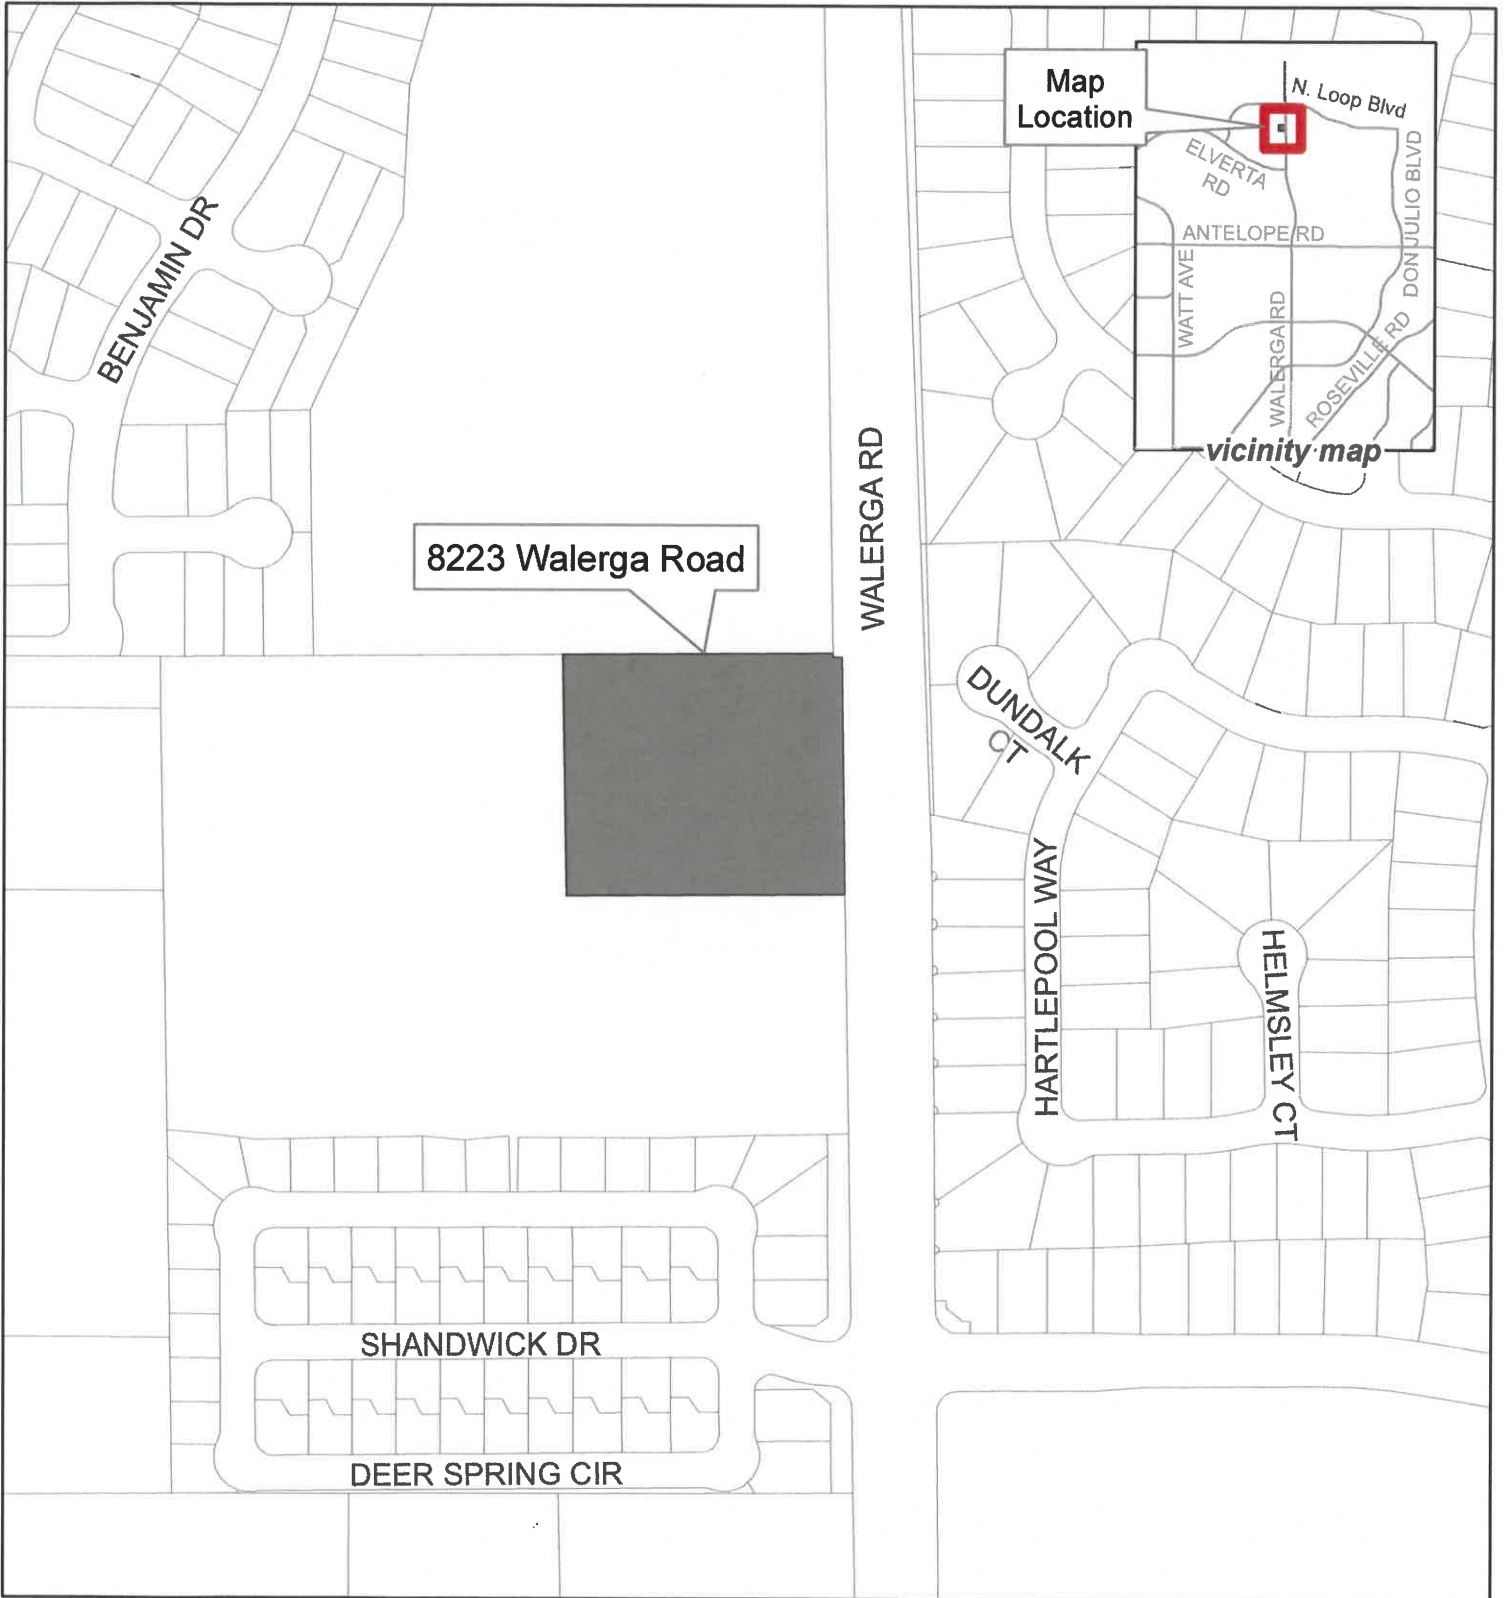 Map
Location
N. Loop Blvd
ELVERTA
RD
ANTELOPE RD
DON JULIO BLVD
WATT AVE
WALERGA RD
ROSEVILLE RD
vicinity map
BENJAMIN DR
WALERGA RD
8223 Walerga Road
DUNDALK
CT
HARTLEPOOL WAY
HELMSLEY CT
SHANDWICK DR
DEER SPRING CIR